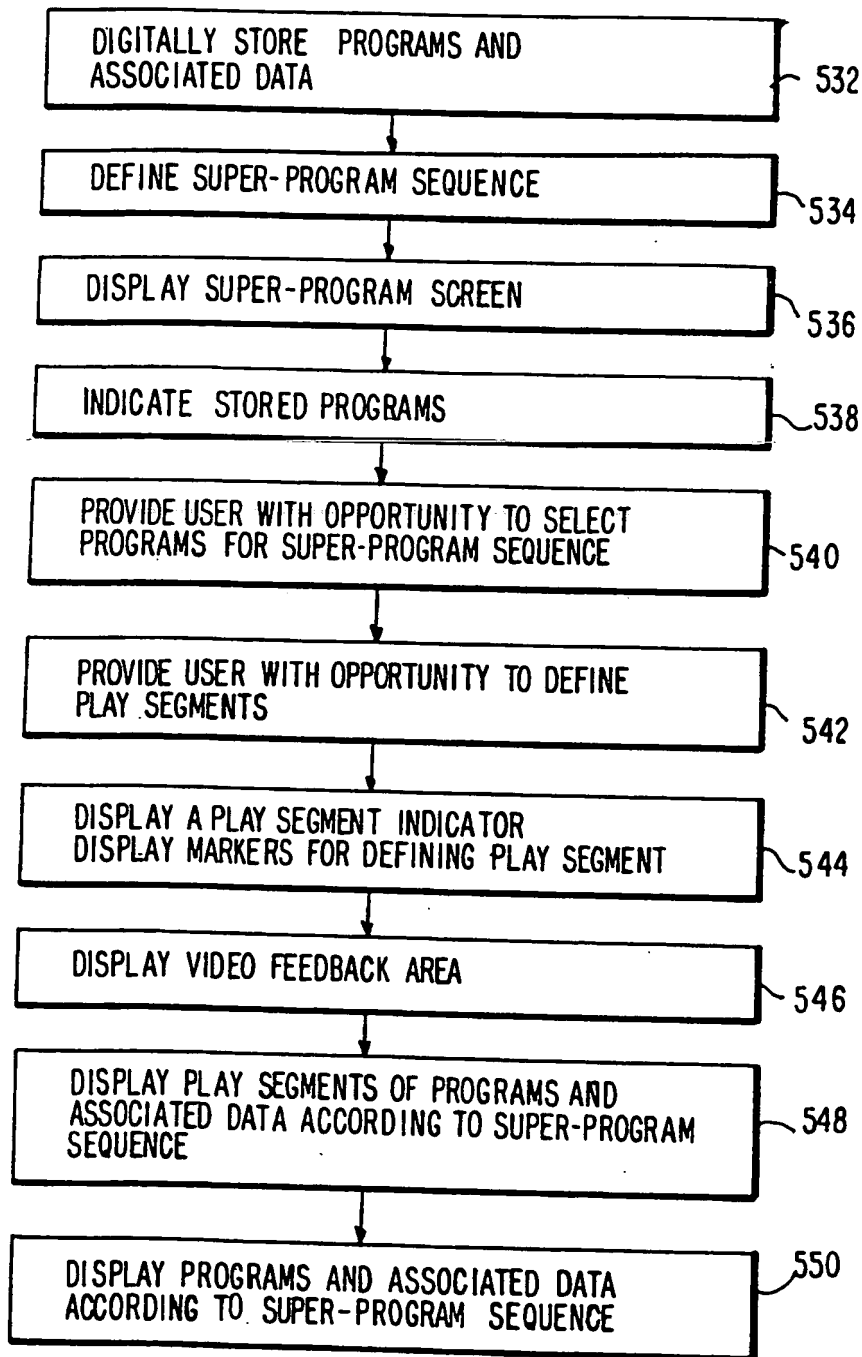 DIGITALLY STORE PROGRAMS AND
ASSOCIATED DATA
532
DEFINE SUPER-PROGRAM SEQUENCE
534
DISPLAY SUPER-PROGRAM SCREEN
536
INDICATE STORED PROGRAMS
538
PROVIDE USER WITH OPPORTUNITY TO SELECT
PROGRAMS FOR SUPER-PROGRAM SEQUENCE
540
PROVIDE USER WITH OPPORTUNITY TO DEFINE
PLAY SEGMENTS
542
DISPLAY A PLAY SEGMENT INDICATOR
DISPLAY MARKERS FOR DEFINING PLAY SEGMENT
544
DISPLAY VIDEO FEEDBACK AREA
546
DISPLAY PLAY SEGMENTS OF PROGRAMS AND
ASSOCIATED DATA ACCORDING TO SUPER-PROGRAM
SEQUENCE
548
DISPLAY PROGRAMS AND ASSOCIATED DATA
ACCORDING TO SUPER-PROGRAM SEQUENCE
550